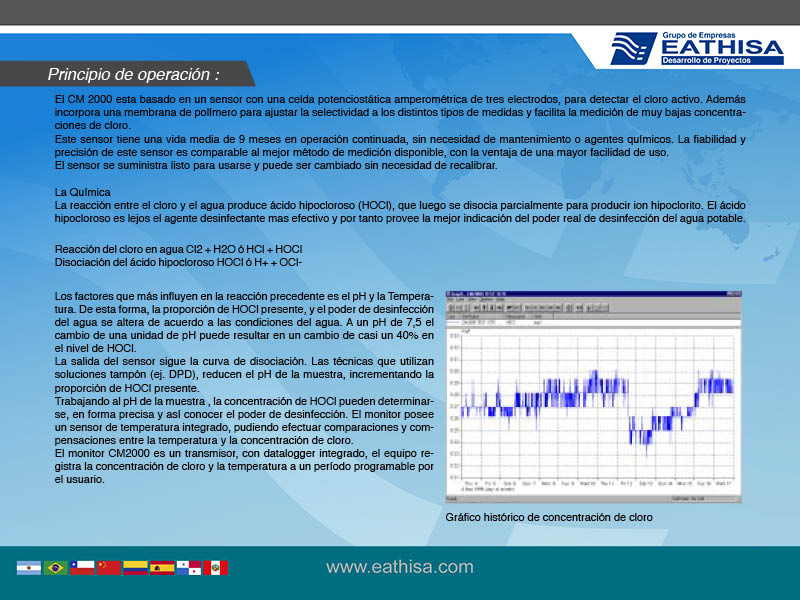 Grupo de Empresas
EATHISA
Desarrollo de Proyectos
Principio de operación :
El CM 2000 esta basado en un sensor con una celda potenciostática amperométrica de tres electrodos, para detectar el cloro activo. Además
incorpora una membrana de polímero para ajustar la selectividad a los distintos tipos de medidas y facilita la medición de muy bajas concentra-
ciones de cloro.
Este sensor tiene una vida media de 9 meses en operación continuada, sin necesidad de mantenimiento o agentes químicos. La fiabilidad y
precisión de este sensor es comparable al mejor método de medición disponible, con la ventaja de una mayor facilidad de uso.
El sensor se suministra listo para usarse y puede ser cambiado sin necesidad de recalibrar.
La Química
La reacción entre el cloro y el agua produce ácido hipocloroso (HOCl), que luego se disocia parcialmente para producir ion hipoclorito. El ácido
hipocloroso es lejos el agente desinfectante mas efectivo y por tanto provee la mejor indicación del poder real de desinfección del agua potable.
Reacción del cloro en agua Cl2 + H2O ó HCl + HOCl
Disociación del ácido hipocloroso HOCl ó H+ + OCl-
Los factores que más influyen en la reacción precedente es el pH y la Tempera-
tura. De esta forma, la proporción de HOCl presente, y el poder de desinfección
del agua se altera de acuerdo a las condiciones del agua. A un pH de 7,5 el
cambio de una unidad de pH puede resultar en un cambio de casi un 40% en
el nivel de HOCl.
La salida del sensor sigue la curva de disociación. Las técnicas que utilizan
soluciones tampón (ej. DPD), reducen el pH de la muestra, incrementando la
proporción de HOCl presente.
Trabajando al pH de la muestra , la concentración de HOCl pueden determinar-
se, en forma precisa y así conocer el poder de desinfección. El monitor posee
un sensor de temperatura integrado, pudiendo efectuar comparaciones y com-
pensaciones entre la temperatura y la concentración de cloro.
El monitor CM2000 es un transmisor, con datalogger integrado, el equipo re-
gistra la concentración de cloro y la temperatura a un período programable por
el usuario.
Gráfico histórico de concentración de cloro
www.eathisa.com